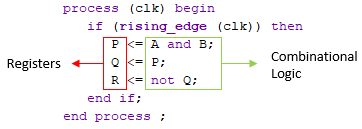 process (clk) begin
if (rising_edge (clk)) then
P <= A and B;
Registers
Q <= P;
Combinational
Logic
R <= not Q;
end if;
end process ;